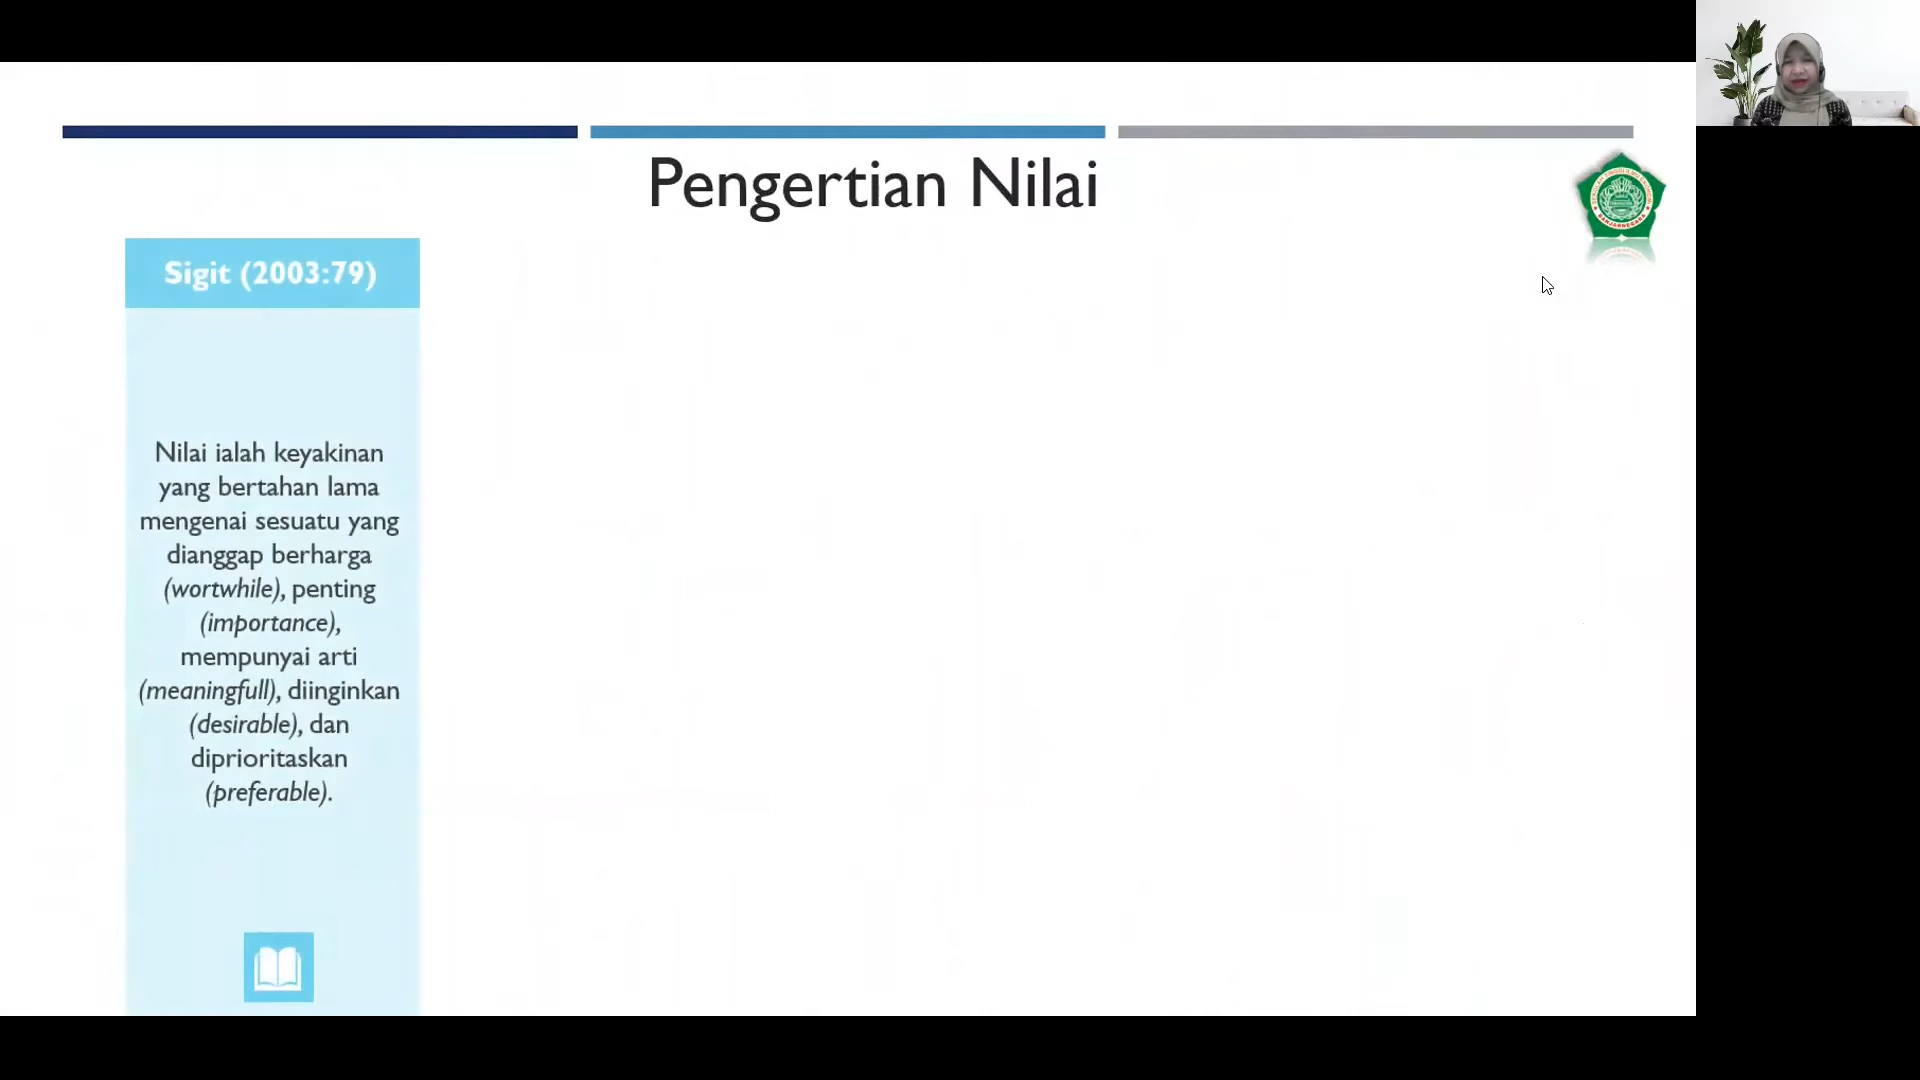 Pengertian Nilai
Sigit (2003:79)
Nilai ialah keyakinan
yang bertahan lama
mengenai sesuatu yang
dianggap berharga
(wortwhile), penting
(importance),
mempunyai arti
(meaningfull), diinginkan
(desirable), dan
diprioritaskan
(preferable).
BANJARNEGARA